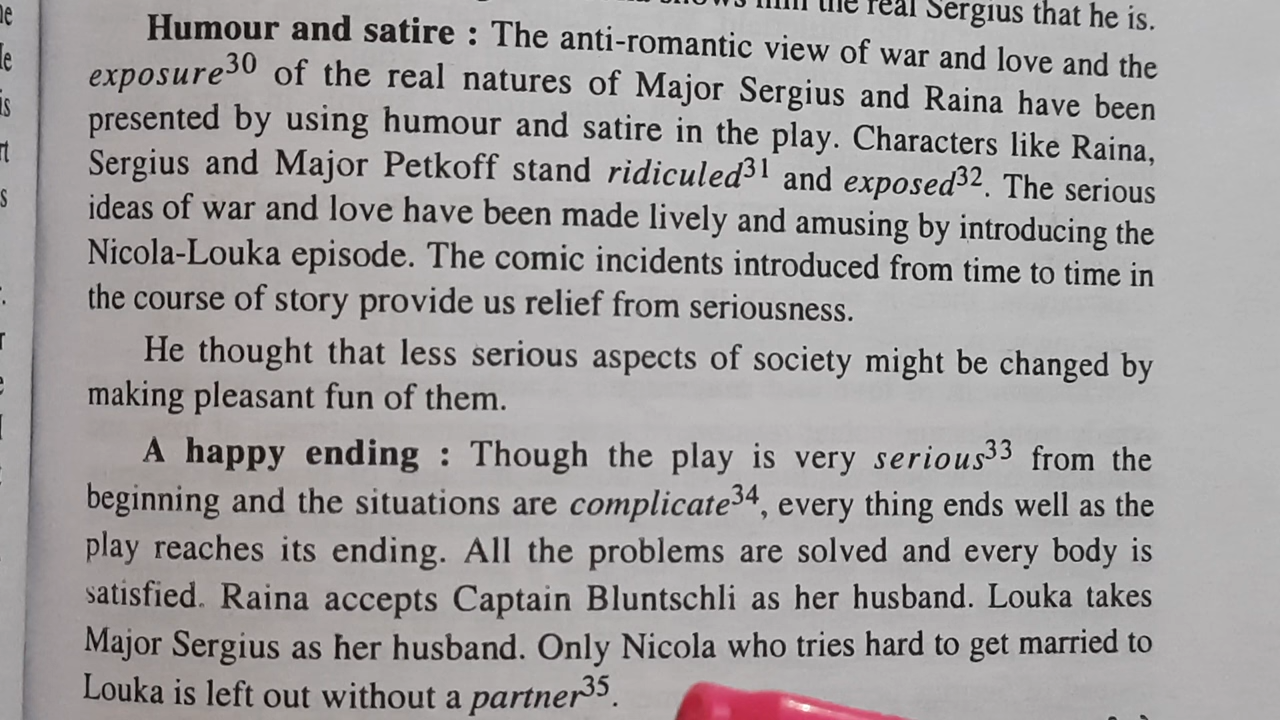 the real Sergius that he is.
Humour and satire : The anti-romantic view of war and love and the
exposure30 of the real natures of Major Sergius and Raina have been
presented by using humour and satire in the play. Characters like Raina,
Sergius and Major Petkoff stand ridiculed31 and exposed32. The serious
ideas of war and love have been made lively and amusing by introducing the
Nicola-Louka episode. The comic incidents introduced from time to time in
the course of story provide us relief from seriousness.
He thought that less serious aspects of society might be changed by
making pleasant fun of them.
A happy ending : Though the play is very serious33 from the
beginning and the situations are complicate34, every thing ends well as the
play reaches its ending. All the problems are solved and every body is
satisfied. Raina accepts Captain Bluntschli as her husband. Louka takes
Major Sergius as her husband. Only Nicola who tries hard to get married to
Louka is left out without a partner35.